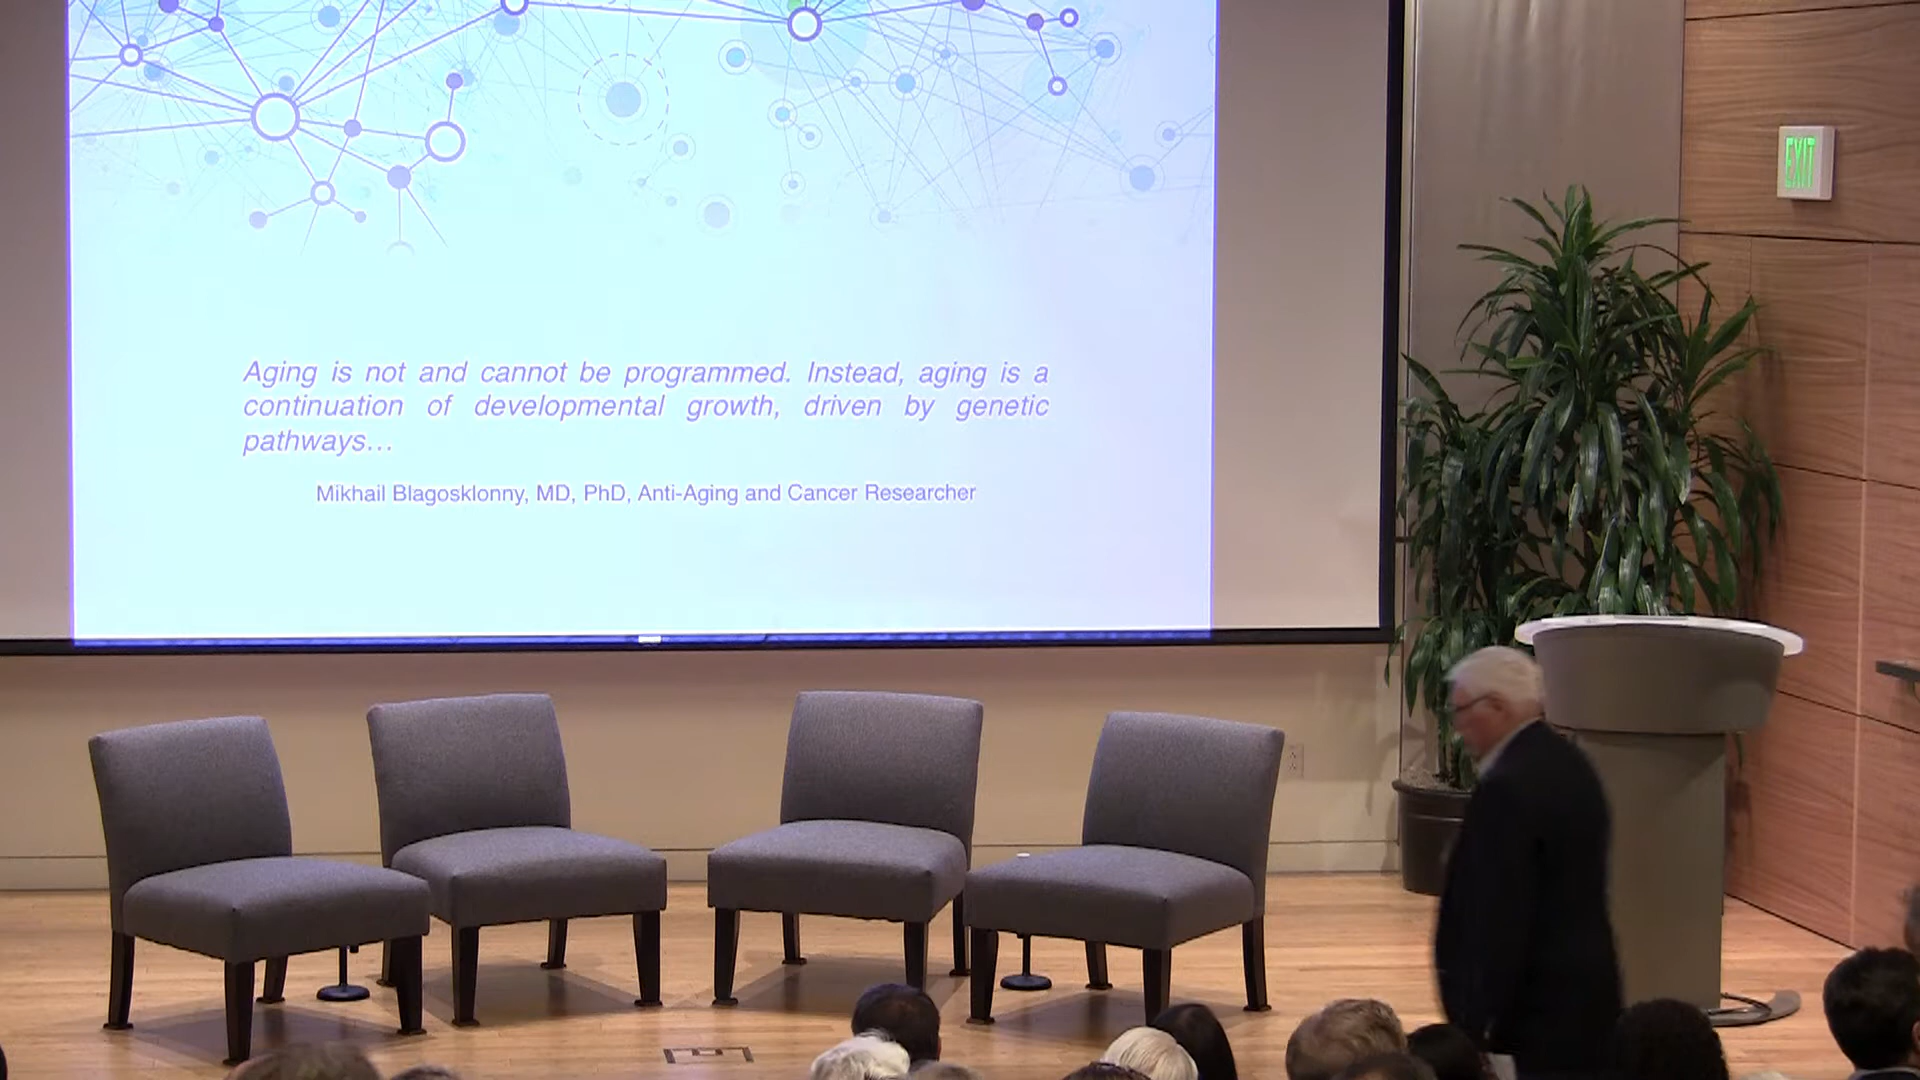 Aging is not and cannot be programmed. Instead, aging is a
continuation of developmental growth, driven by genetic
pathways...
Mikhail Blagosklonny, MD, PhD, Anti-Aging and Cancer Researcher
EXIT